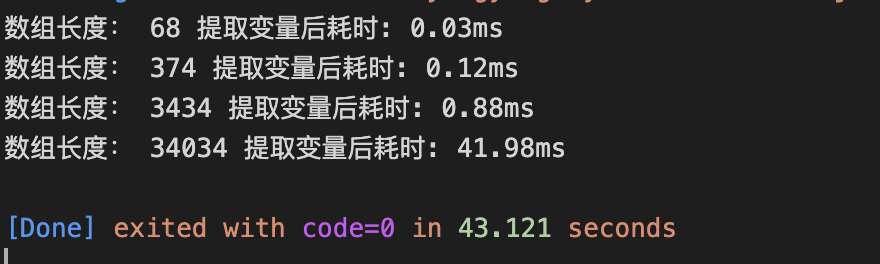 数组长度： 68 提取变量后耗时: 0.03ms
数组长度： 374 提取变量后耗时: 0.12ms
数组长度： 3434 提取变量后耗时: 0.88ms
数组长度： 34034 提取变量后耗时: 41.98ms
[Done] exited with code=0 in 43.121 seconds